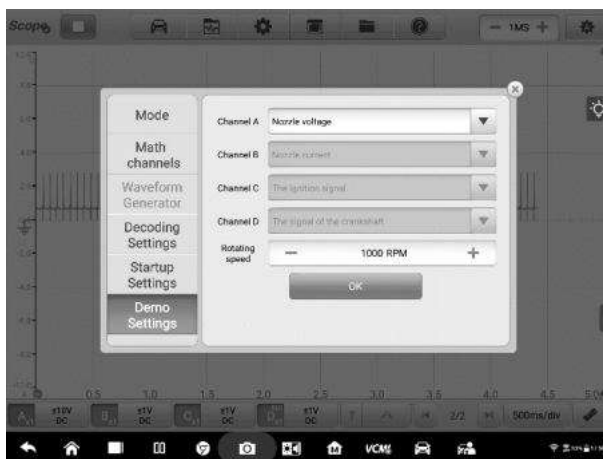 Scope
1MS
Mode
Math
channels
Waveform
Generator
Decoding
Settings
Startup
Settings
Demo
Settings
Channel A
Nozzle voltage
Channel B
Nozzle current
Channel C
The ignition signal
Channel D
The signal of the crankshaft
Rotating
speed
1000 RPM
OK
0.5
1.0
1.5
2.0
2.5
3.0
3.5
4.0
4.5
±10V
DC
±1V
DC
±1V
DC
±1V
DC
2/2
500ms/div
VCMI